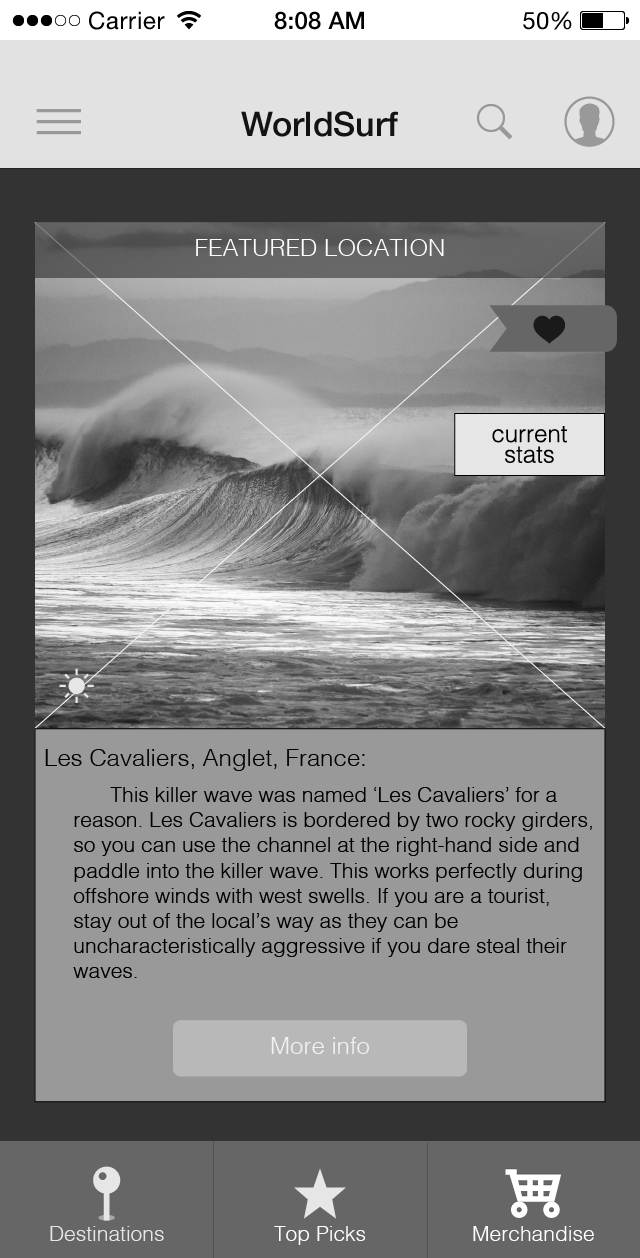 Carrier 8:08 AM 50%
WorldSurf
FEATURED LOCATION
current
stats
Les Cavaliers, Anglet, France:
This killer wave was named ‘Les Cavaliers’ for a
reason. Les Cavaliers is bordered by two rocky girders,
so you can use the channel at the right-hand side and
paddle into the killer wave. This works perfectly during
offshore winds with west swells. If you are a tourist,
stay out of the local’s way as they can be
uncharacteristically aggressive if you dare steal their
waves.
More info
Destinations Top Picks Merchandise